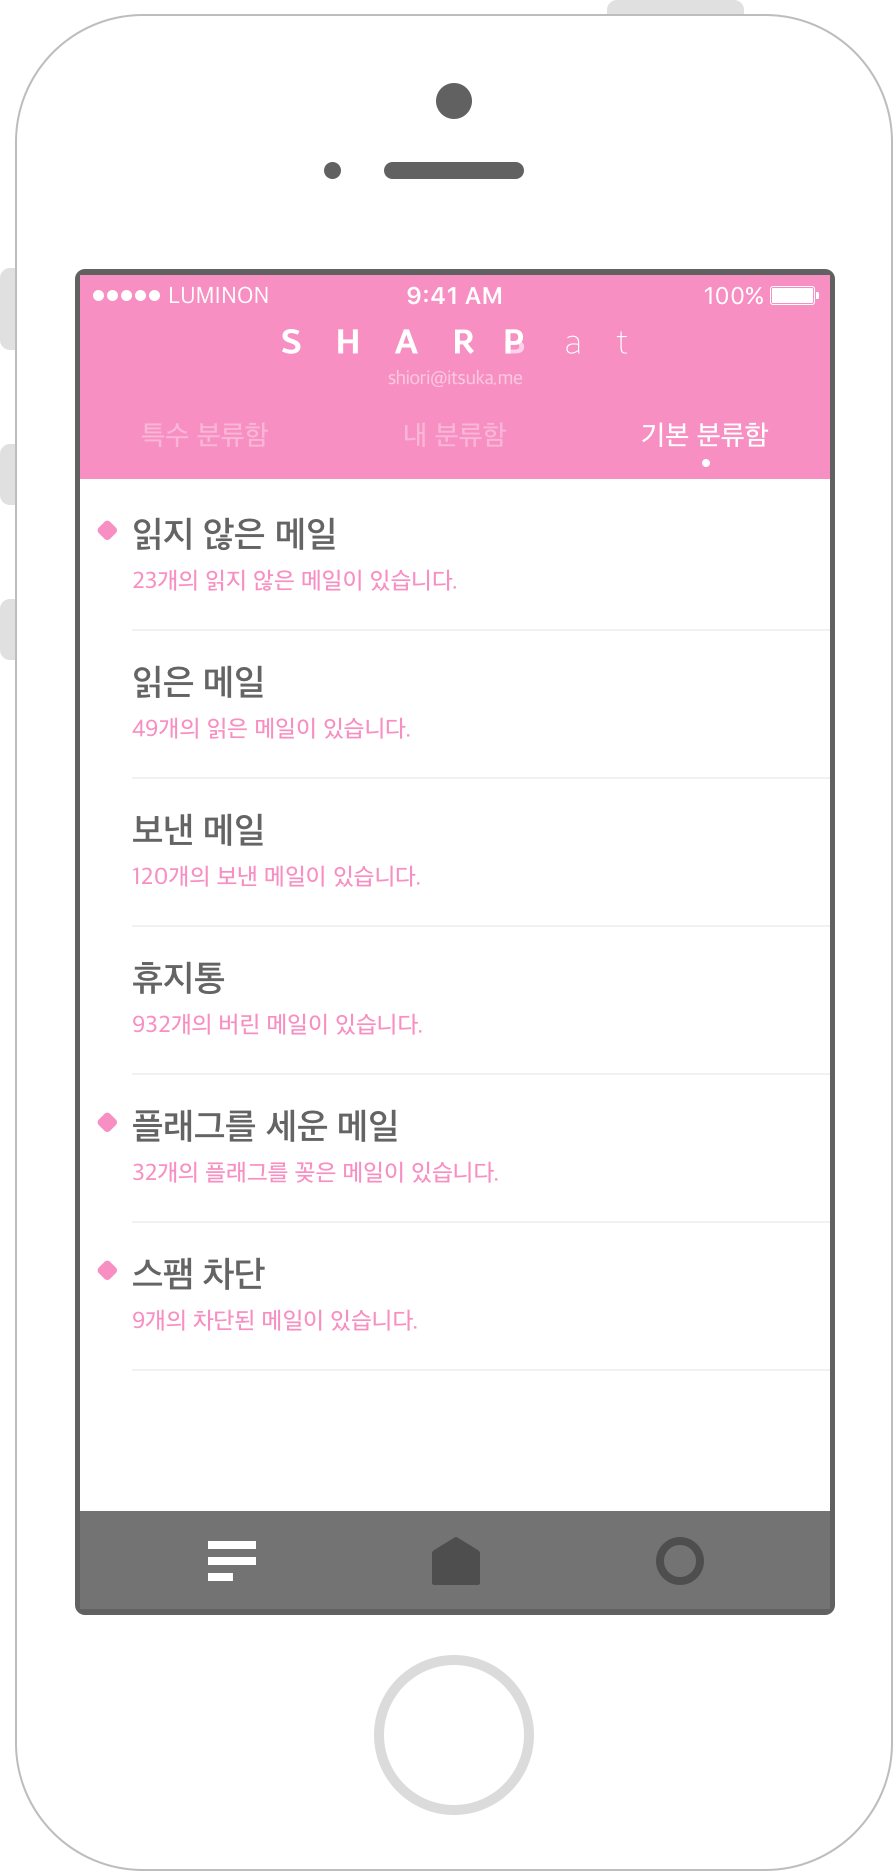 LUMINON 9:41 AM 100%
S H A R B a t
shiori@itsuka.me
특수 분류함 내 분류함 기본 분류함
읽지 않은 메일
23개의 읽지 않은 메일이 있습니다.
읽은 메일
49개의 읽은 메일이 있습니다.
보낸 메일
120개의 보낸 메일이 있습니다.
휴지통
932개의 버린 메일이 있습니다.
플래그를 세운 메일
32개의 플래그를 꽂은 메일이 있습니다.
스팸 차단
9개의 차단된 메일이 있습니다.